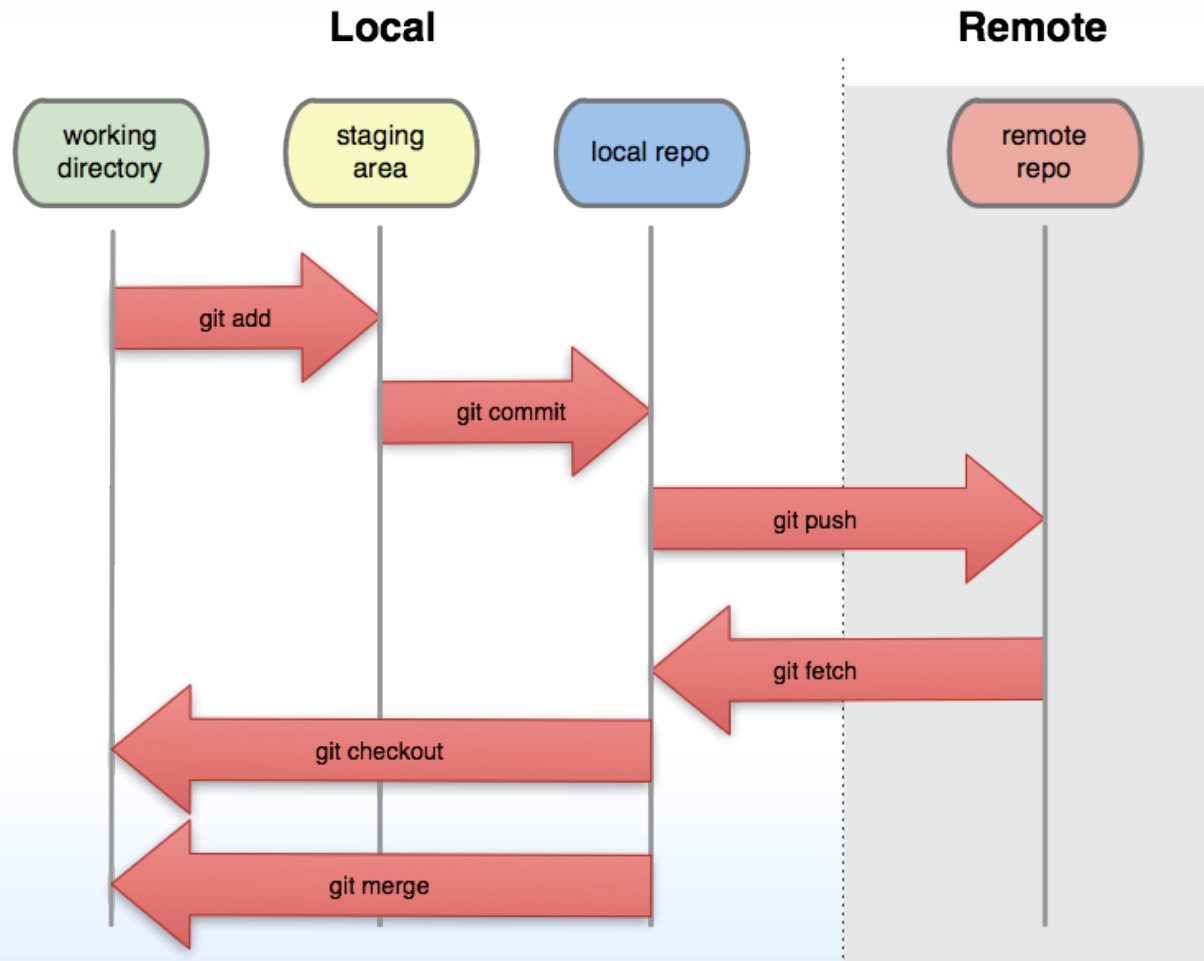 Local
Remote
working
directory
staging
area
local repo
remote
repo
git add
git commit
git push
git fetch
git checkout
git merge